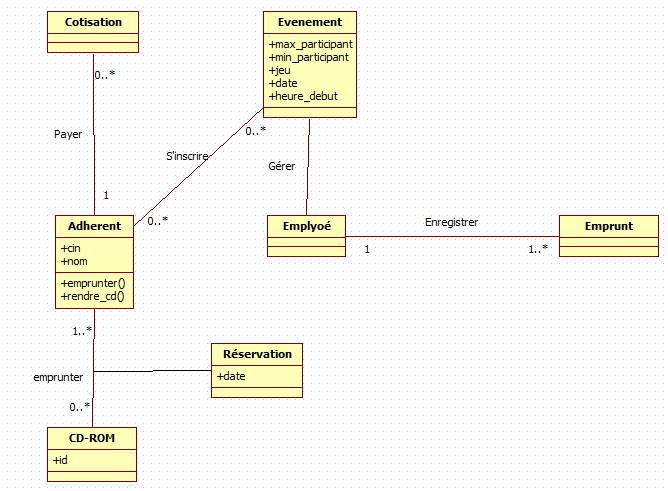 Cotisation
Evenement
+max_participant
+min_participant
+jeu
+date
+heure_debut
0..*
Payer
0..*
S'inscrire
Gérer
1
0..*
Adherent
+cin
+nom
+emprunter()
+rendre_cd()
Emplyoé
Enregistrer
Emprunt
1
1..*
1..*
Réservation
+date
emprunter
0..*
CD-ROM
+id